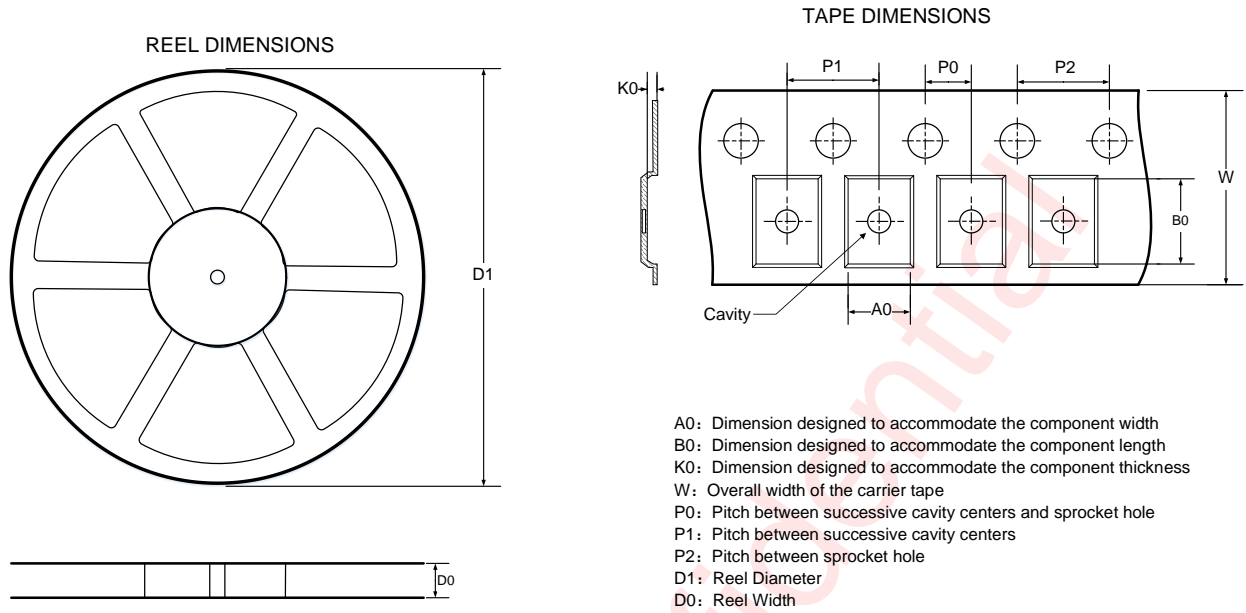 TAPE DIMENSIONS
REEL DIMENSIONS
P1
P0
P2
K0
W
B0
D1
Cavity
A0
A0：Dimension designed to accommodate the component width
B0：Dimension designed to accommodate the component length
K0：Dimension designed to accommodate the component thickness
W：Overall width of the carrier tape
P0：Pitch between successive cavity centers and sprocket hole
P1：Pitch between successive cavity centers
P2：Pitch between sprocket hole
D1：Reel Diameter
D0：Reel Width
D0
fidential